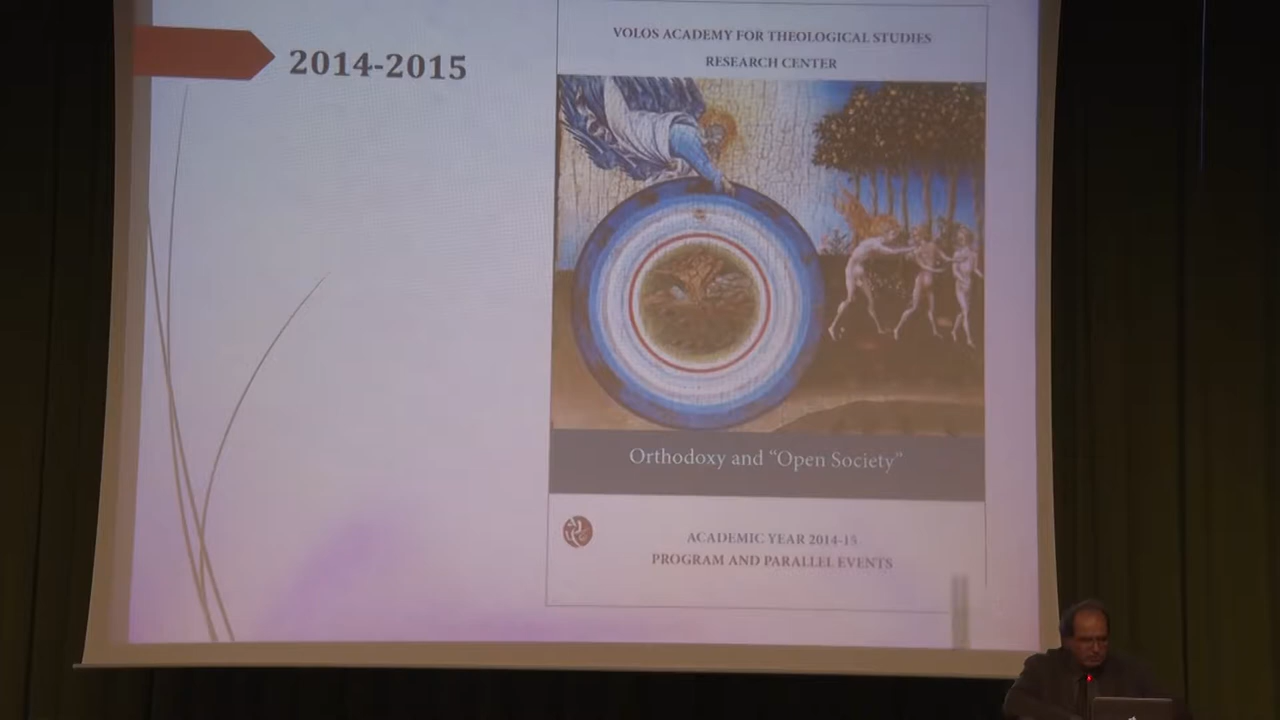 2014-2015
VOLOS ACADEMY FOR THEOLOGICAL STUDIES
RESEARCH CENTER
Orthodoxy and “Open Society”
ACADEMIC YEAR 2014-15
PROGRAM AND PARALLEL EVENTS